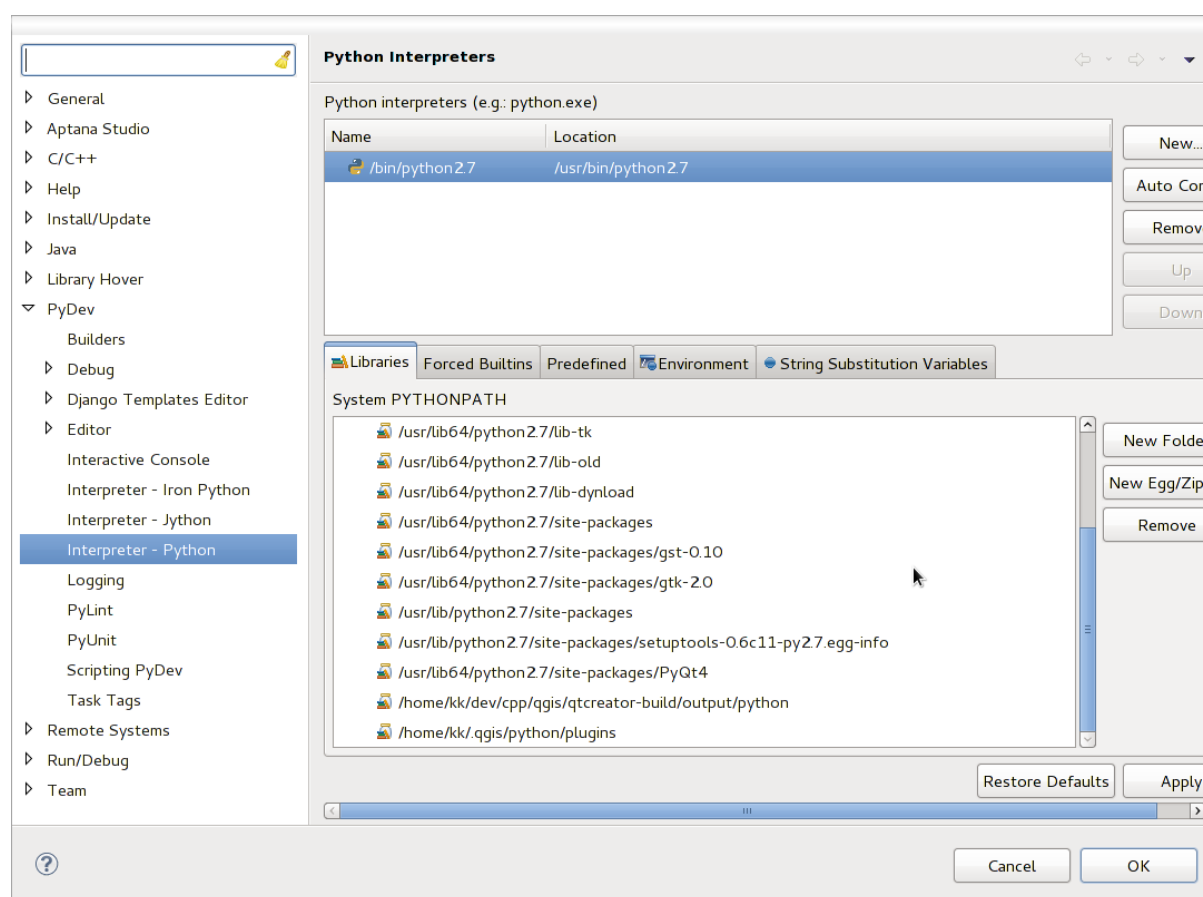 Python Interpreters
General
Aptana Studio
C/C++
Help
Install/Update
Java
Library Hover
PyDev
Builders
Debug
Django Templates Editor
Editor
Interactive Console
Interpreter - Iron Python
Interpreter - Jython
Interpreter - Python
Logging
PyLint
PyUnit
Scripting PyDev
Task Tags
Remote Systems
Run/Debug
Team
Python interpreters (e.g.: python.exe)
Name Location
/bin/python2.7 /usr/bin/python2.7
New...
Auto Con
Remov
Up
Down
Libraries Forced Builtins Predefined Environment String Substitution Variables
System PYTHONPATH
/usr/lib64/python2.7/lib-tk
/usr/lib64/python2.7/lib-old
/usr/lib64/python2.7/lib-dynload
/usr/lib64/python2.7/site-packages
/usr/lib64/python2.7/site-packages/gst-0.10
/usr/lib64/python2.7/site-packages/gtk-2.0
/usr/lib/python2.7/site-packages
/usr/lib/python2.7/site-packages/setuptools-0.6c11-py2.7.egg-info
/usr/lib64/python2.7/site-packages/PyQt4
/home/kk/dev/cpp/qgis/qtcreator-build/output/python
/home/kk/.qgis/python/plugins
New Folde
New Egg/Zip
Remove
Restore Defaults Apply
Cancel OK